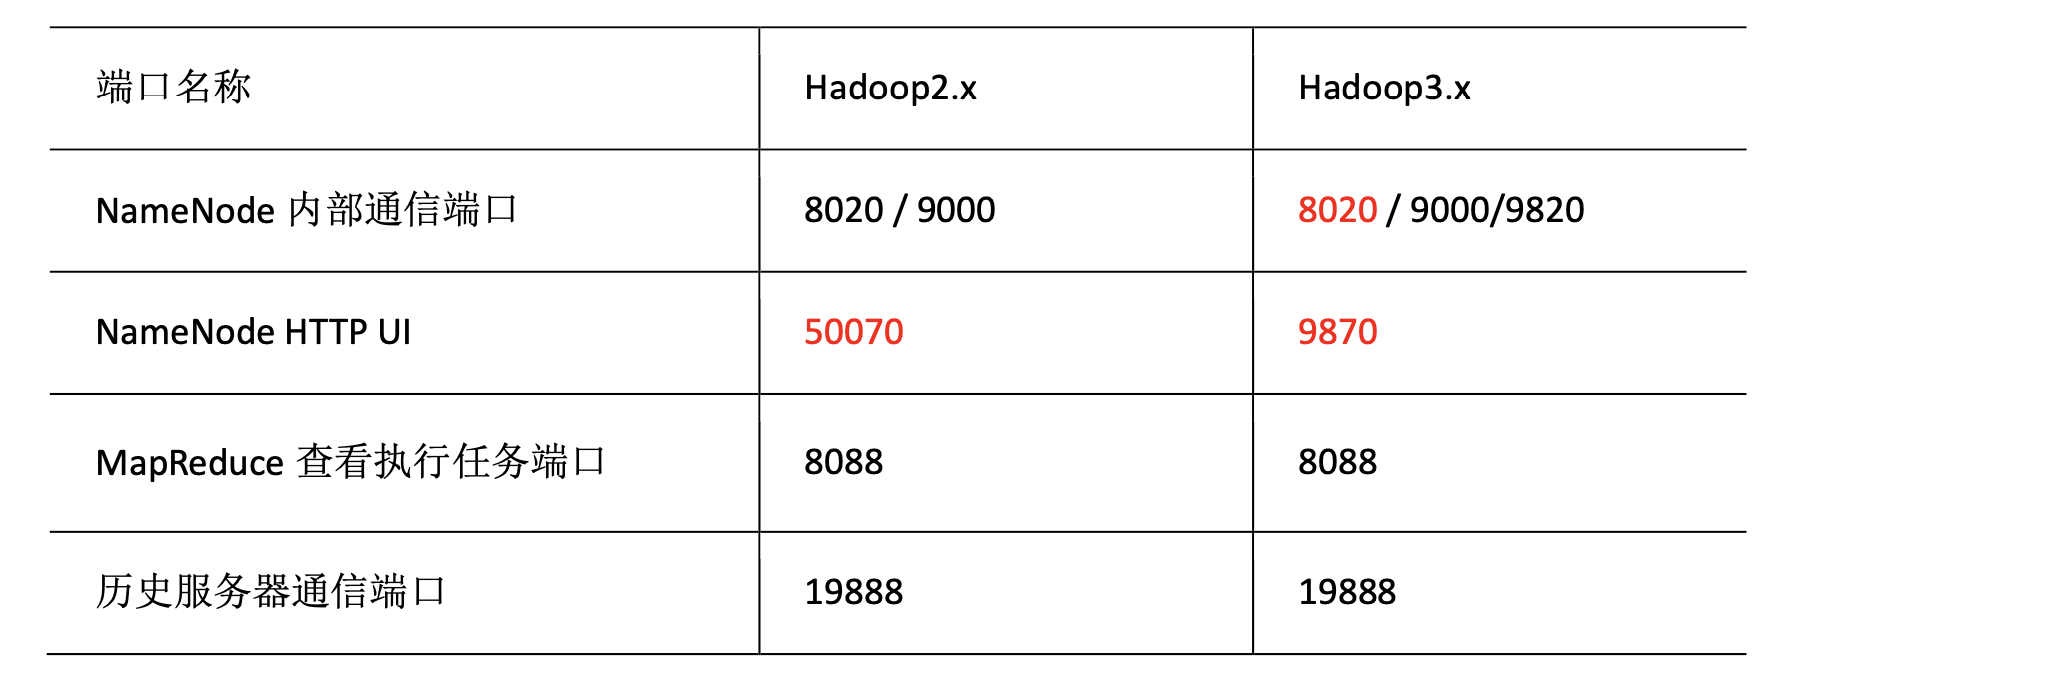 端口名称 Hadoop2.x Hadoop3.x
NameNode 内部通信端口 8020 / 9000 8020 / 9000/9820
NameNode HTTP UI 50070 9870
MapReduce 查看执行任务端口 8088 8088
历史服务器通信端口 19888 19888